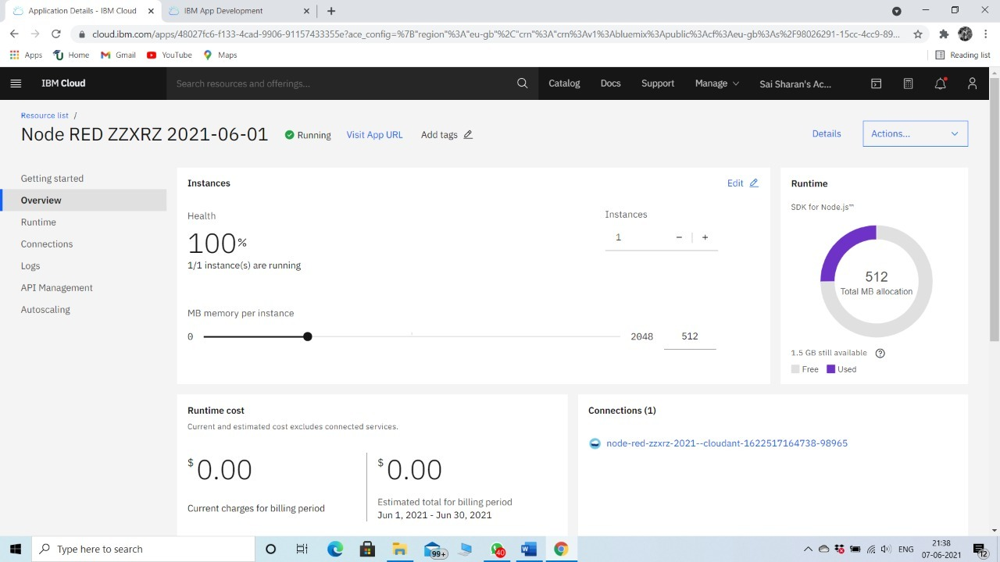 Application Details - IBM Cloud
IBM App Development
cloud.ibm.com/apps/48027fc6-f133-4cad-9906-91157433355e?ace_config=%7B"region"%3A"eu-gb"%2C"crn"%3A"crn%3Av1%3Abluemix%3Apublic%3Acf%3Aeu-gb%3As%2F98026291-15cc-4cc9-89...
Apps Home Gmail YouTube Maps Reading list
IBM Cloud Search resources and offerings... Catalog Docs Support Manage Sai Sharan's Ac...
Resource list /
Node RED ZZXRZ 2021-06-01 Running Visit App URL Add tags Details Actions...
Getting started
Overview
Runtime
Connections
Logs
API Management
Autoscaling
Instances Edit
Health
100%
1/1 instance(s) are running
Instances
1 − +
MB memory per instance
0 2048 512
Runtime
SDK for Node.js™
512
Total MB allocation
1.5 GB still available
Free Used
Runtime cost
Current and estimated cost excludes connected services.
$0.00
Current charges for billing period
$0.00
Estimated total for billing period
Jun 1, 2021 - Jun 30, 2021
Connections (1)
node-red-zzxrz-2021--cloudant-1622517164738-98965
Type here to search
99+
40
ENG
21:38
07-06-2021
12